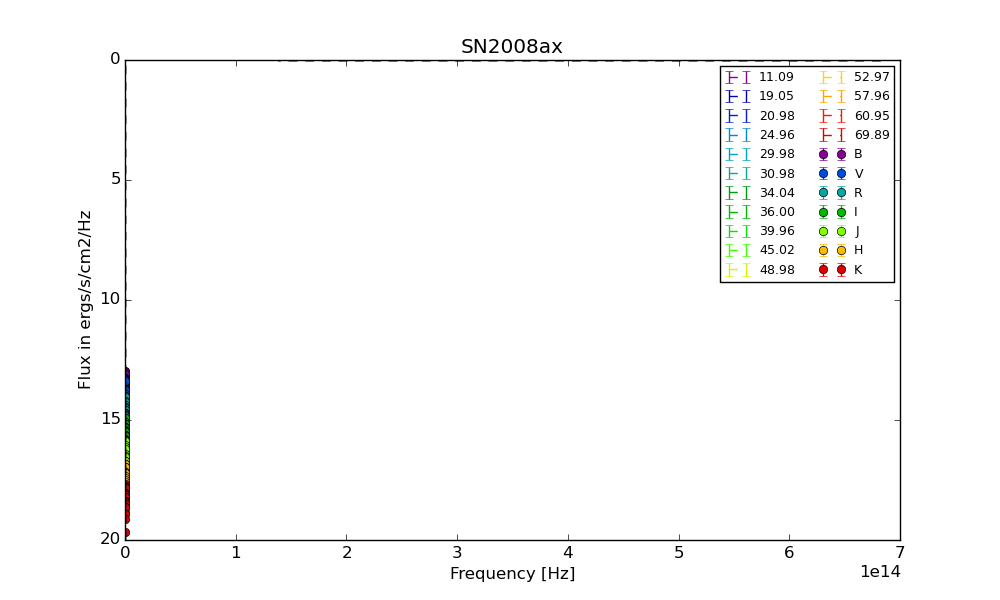 SN2008ax
0
5
10
15
20
Flux in ergs/s/cm2/Hz
0 1 2 3 4 5 6 7
1e14
Frequency [Hz]
11.09
19.05
20.98
24.96
29.98
30.98
34.04
36.00
39.96
45.02
48.98
52.97
57.96
60.95
69.89
B
V
R
I
J
H
K